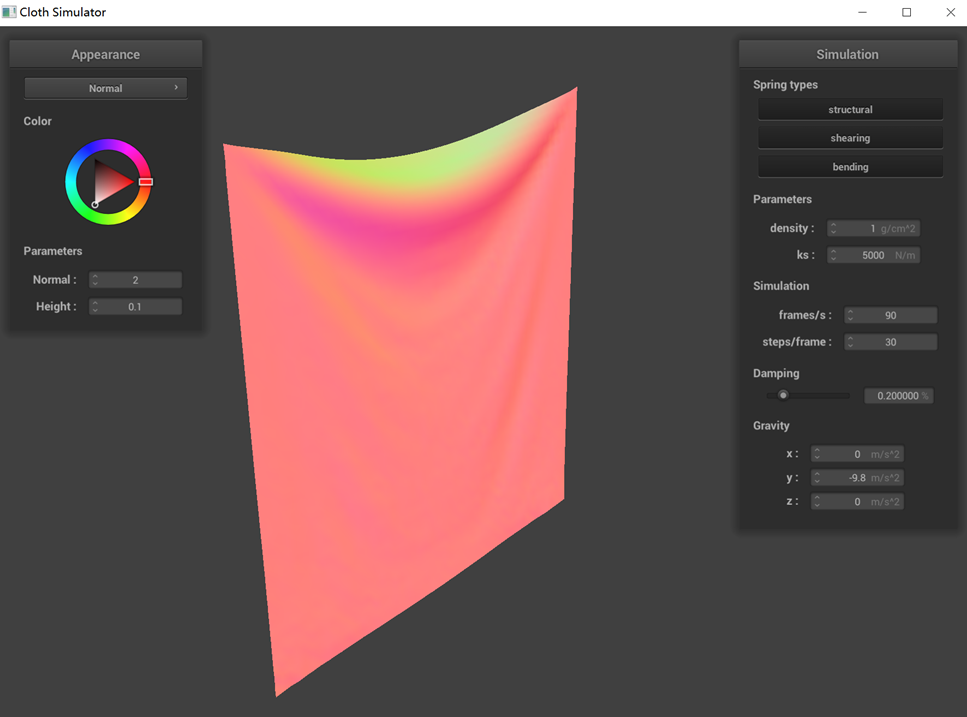 Cloth Simulator
Appearance
Normal
Color
Parameters
Normal : 2
Height : 0.1
Simulation
Spring types
structural
shearing
bending
Parameters
density : 1 g/cm^2
ks : 5000 N/m
Simulation
frames/s : 90
steps/frame : 30
Damping
0.200000 %
Gravity
x : 0 m/s^2
y : -9.8 m/s^2
z : 0 m/s^2